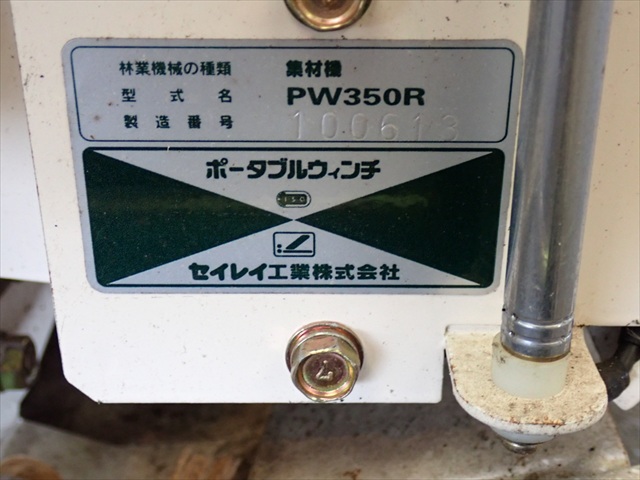 林業機械の種類 集材機
型式名 PW350R
製造番号 100613
ポータブルウィンチ
セイレイ工業株式会社
7